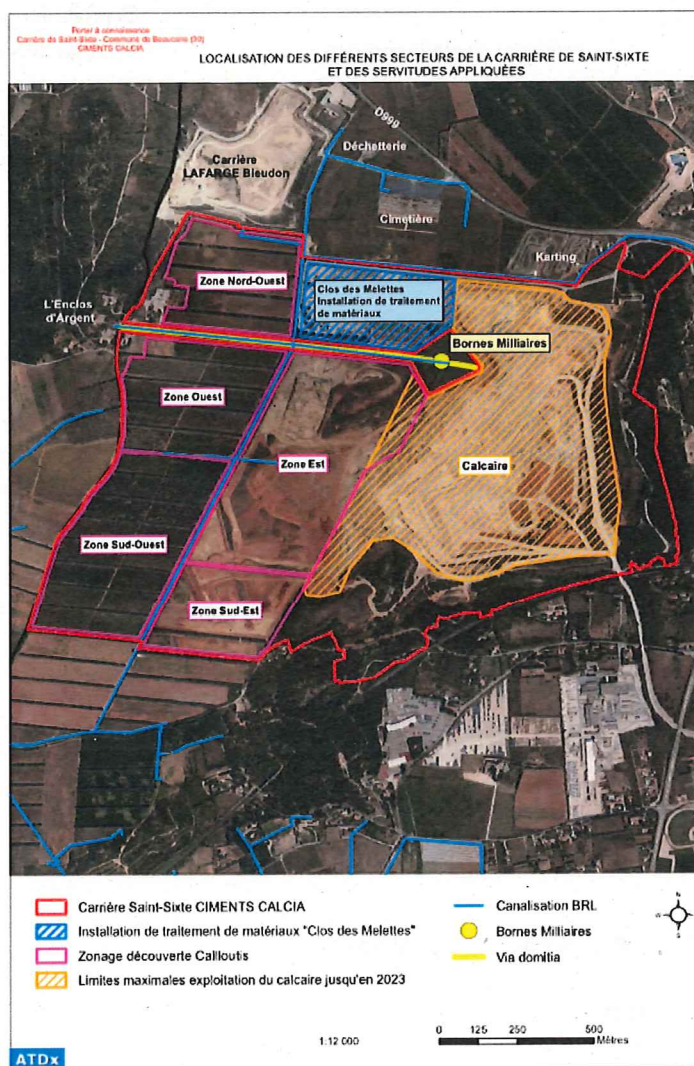 Porter à connaissance
Carrière de Saint-Sixte - Commune de Beaucaire (30)
CIMENTS CALCIA
LOCALISATION DES DIFFÉRENTS SECTEURS DE LA CARRIÈRE DE SAINT-SIXTE
ET DES SERVITUDES APPLIQUÉES
D999
Déchetterie
Carrière
LAFARGE Bieudon
Cimetière
Karting
Zone Nord-Ouest
Clos des Melettes
Installation de traitement
de matériaux
L'Enclos
d'Argent
Bornes Milliaires
Zone Ouest
Zone Est
Calcaire
Zone Sud-Ouest
Zone Sud-Est
Carrière Saint-Sixte CIMENTS CALCIA
Installation de traitement de matériaux "Clos des Melettes"
Zonage découverte Cailloutis
Limites maximales exploitation du calcaire jusqu'en 2023
Canalisation BRL
Bornes Milliaires
Via domitia
N
W
S
1:12 000
0 125 250 500
Mètres
ATDx